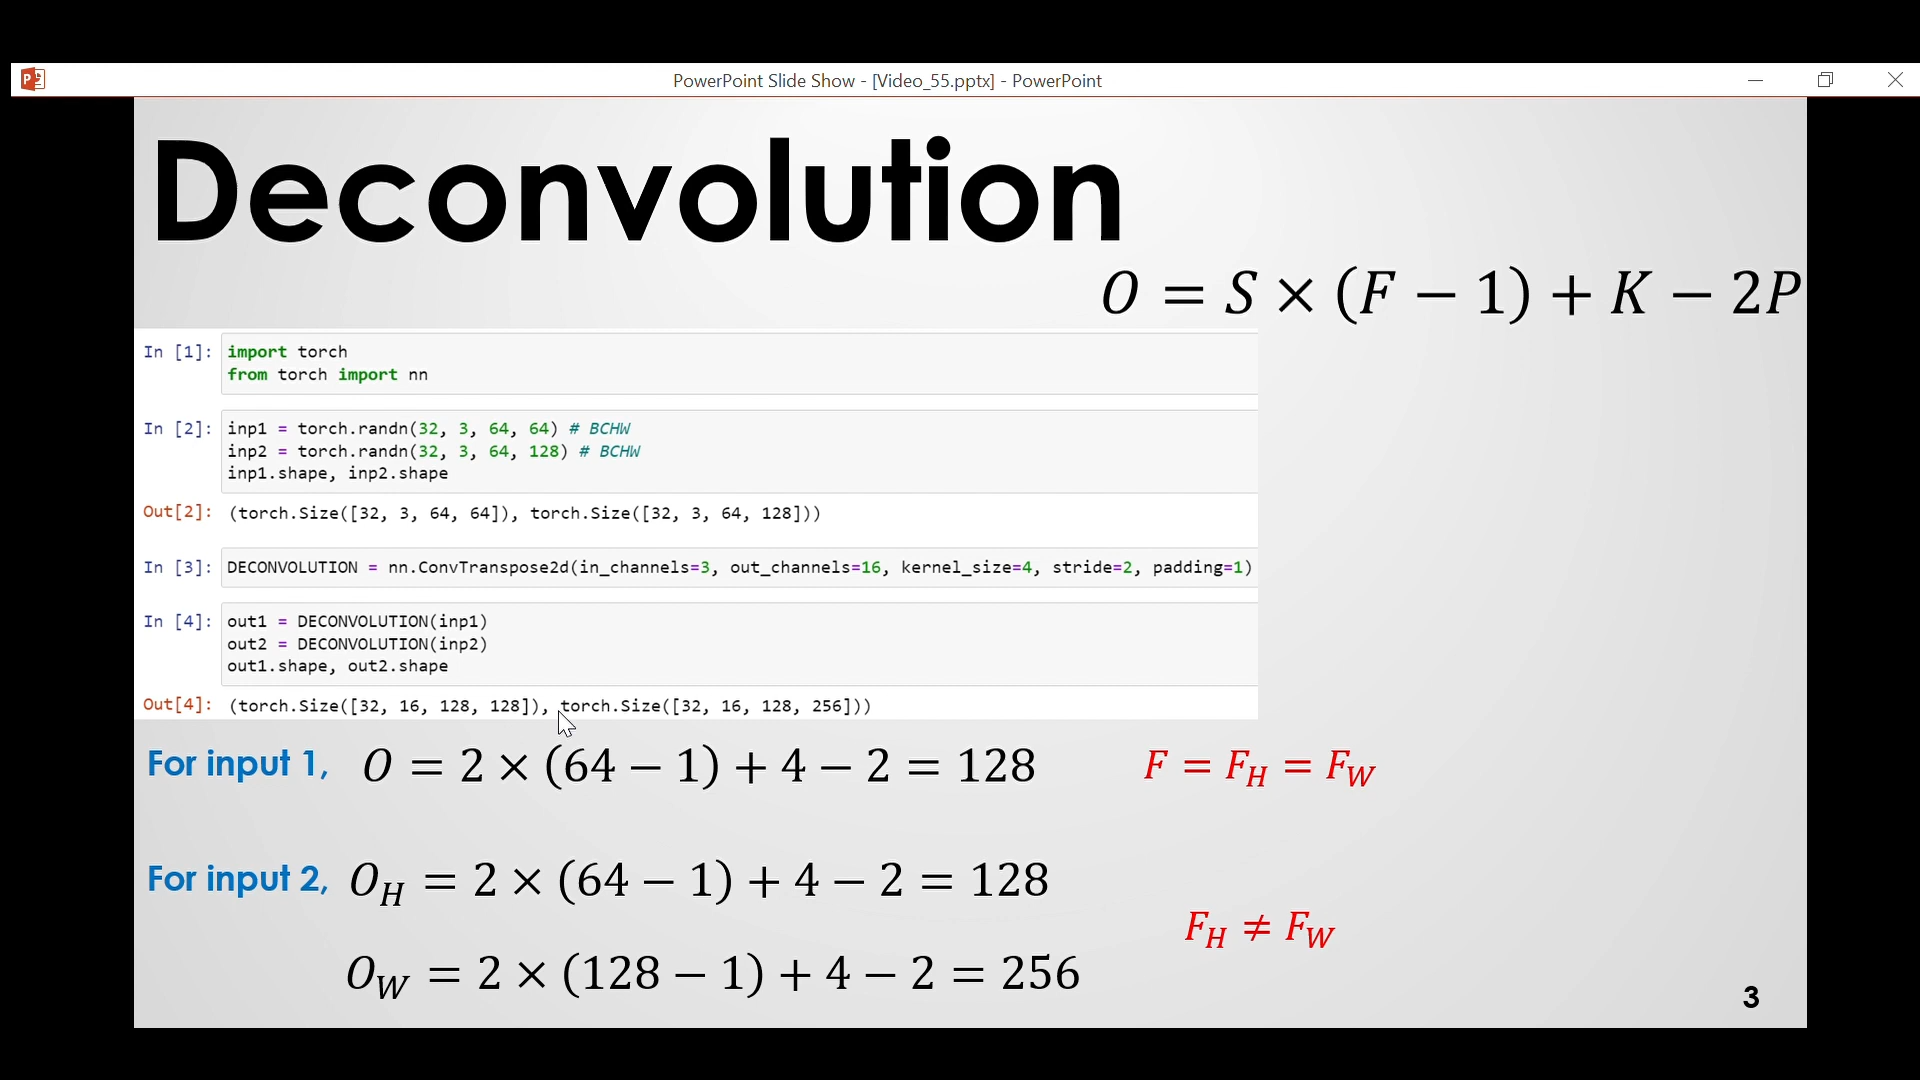 PowerPoint Slide Show - [Video_55.pptx] - PowerPoint
Deconvolution
O = S × (F − 1) + K − 2P
In [1]: import torch
from torch import nn
In [2]: inp1 = torch.randn(32, 3, 64, 64) # BCHW
inp2 = torch.randn(32, 3, 64, 128) # BCHW
inp1.shape, inp2.shape
Out[2]: (torch.Size([32, 3, 64, 64]), torch.Size([32, 3, 64, 128]))
In [3]: DECONVOLUTION = nn.ConvTranspose2d(in_channels=3, out_channels=16, kernel_size=4, stride=2, padding=1)
In [4]: out1 = DECONVOLUTION(inp1)
out2 = DECONVOLUTION(inp2)
out1.shape, out2.shape
Out[4]: (torch.Size([32, 16, 128, 128]), torch.Size([32, 16, 128, 256]))
For input 1, O = 2 × (64 − 1) + 4 − 2 = 128 F = F_H = F_W
For input 2, O_H = 2 × (64 − 1) + 4 − 2 = 128
F_H ≠ F_W
O_W = 2 × (128 − 1) + 4 − 2 = 256
3